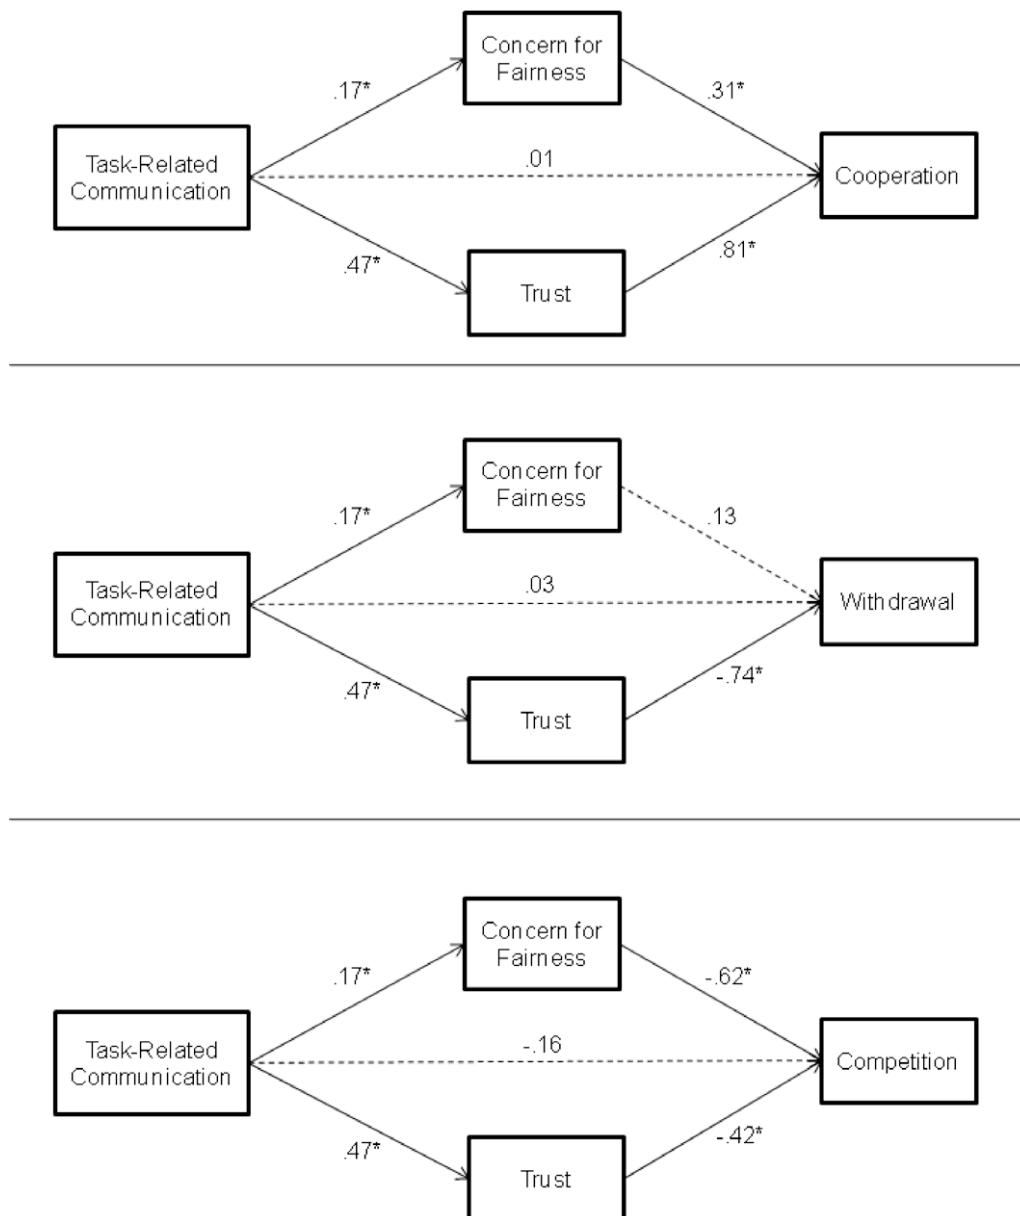 Concern for
Fairness
.17*
.31*
Task-Related
Communication
.01
Cooperation
.47*
Trust
.81*
Concern for
Fairness
.17*
.13
Task-Related
Communication
.03
Withdrawal
.47*
Trust
-.74*
Concern for
Fairness
.17*
-.62*
Task-Related
Communication
-.16
Competition
.47*
Trust
-.42*